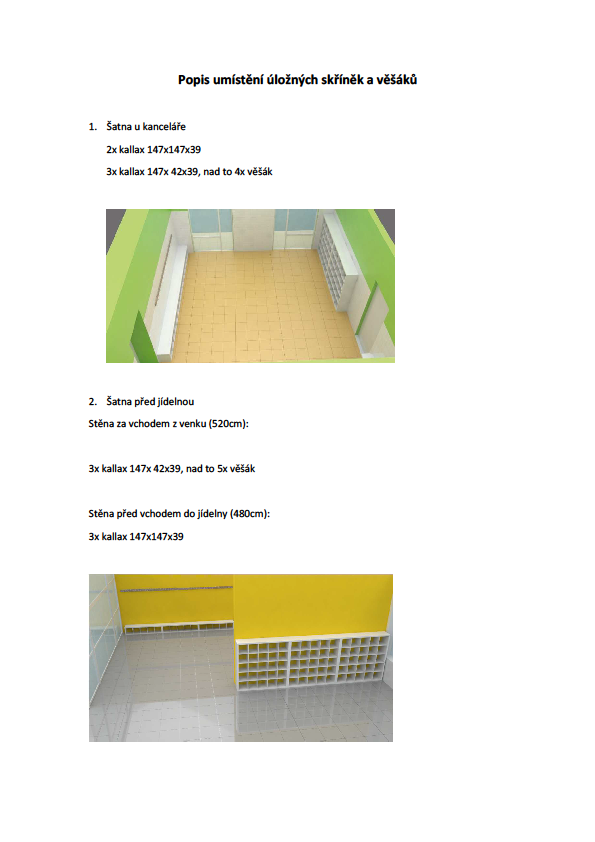 Popis umístění úložných skříněk a věšáků
1. Šatna u kanceláře
2x kallax 147x147x39
3x kallax 147x 42x39, nad to 4x věšák
2. Šatna před jídelnou
Stěna za vchodem z venku (520cm):
3x kallax 147x 42x39, nad to 5x věšák
Stěna před vchodem do jídelny (480cm):
3x kallax 147x147x39